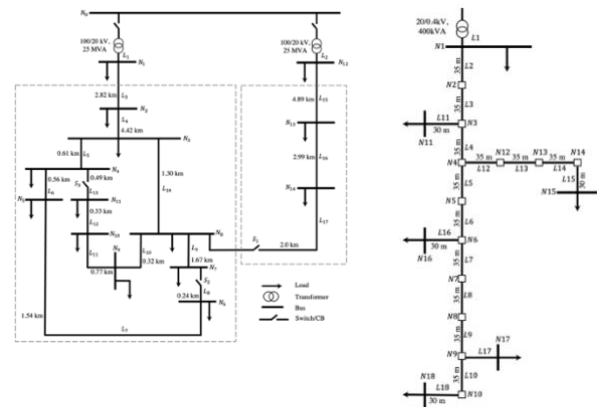 N₀
100/20 kV,
25 MVA
L₁
N₁
2.82 km
L₃
N₂
L₄
4.42 km
N₃
0.61 km
L₅
N₄
0.56 km
0.49 km
L₆
L₁₃
N₅
N₁₁
0.33 km
L₁₂
N₁₀
L₁₁
N₉
0.77 km
L₁₀
0.32 km
1.30 km
N₈
L₉
1.67 km
N₇
S₂
L₈
0.24 km
N₆
1.54 km
L₇
S₁
2.0 km
100/20 kV,
25 MVA
L₂
N₁₂
4.89 km
L₁₅
N₁₃
2.99 km
L₁₆
N₁₄
L₁₇
Load
Transformer
Bus
Switch/CB
20/0.4kV,
400kVA
L1
N1
L2
35 m
N2
L3
35 m
L11
N3
30 m
N11
L4
35 m
N4
35 m
N12
35 m
N13
35 m
N14
L12
L13
L14
L15
30 m
N15
L5
35 m
N5
L6
35 m
L16
N6
30 m
N16
L7
35 m
N7
L8
35 m
N8
L9
35 m
N17
N9
L17
L10
35 m
N18
L18
N10
30 m